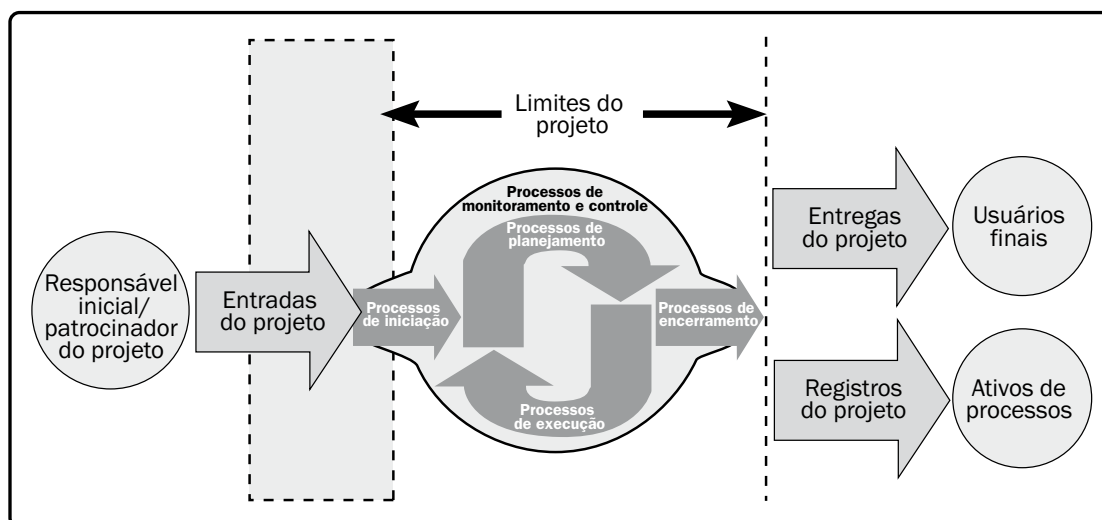 Limites do
projeto
Processos de
monitoramento e controle
Processos de
planejamento
Responsável
inicial/
patrocinador
do projeto
Entradas
do projeto
Processos
de iniciação
Processos de
encerramento
Processos
de execução
Entregas
do projeto
Usuários
finais
Registros
do projeto
Ativos de
processos